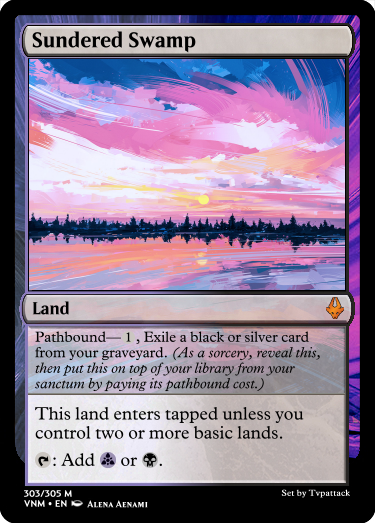 Sundered Swamp
Land
Pathbound— 1 , Exile a black or silver card
from your graveyard. (As a sorcery, reveal this,
then put this on top of your library from your
sanctum by paying its pathbound cost.)
This land enters tapped unless you
control two or more basic lands.
: Add or .
303/305 M
VNM • EN Alena Aenami
Set by Tvpattack